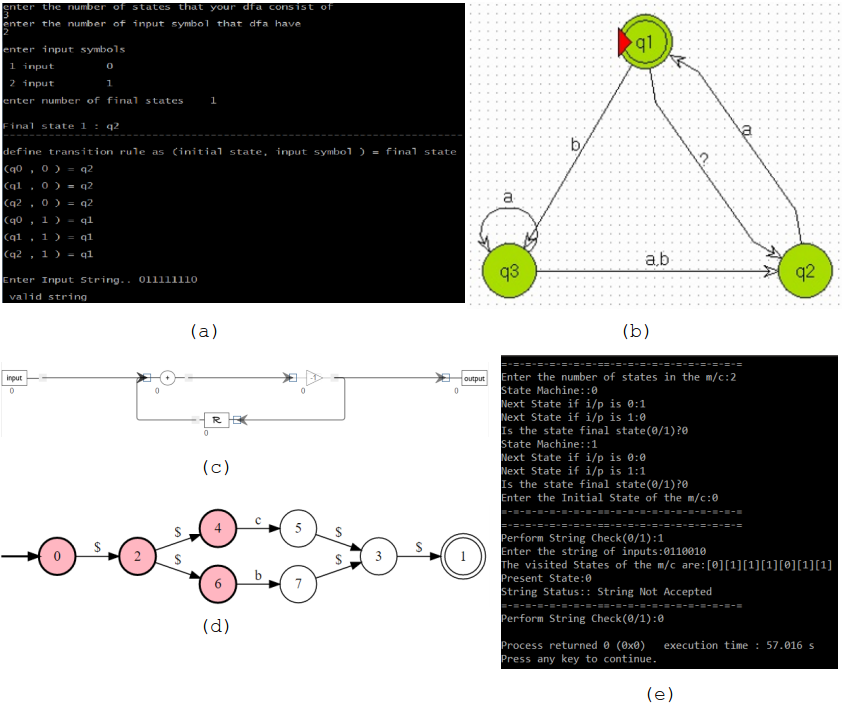 enter the number of states that your dfa consist of
3
enter the number of input symbol that dfa have
2
enter input symbols
1 input 0
2 input 1
enter number of final states 1
Final state 1 : q2
define transition rule as (initial state, input symbol ) = final state
(q0 , 0 ) = q2
(q1 , 0 ) = q2
(q2 , 0 ) = q2
(q0 , 1 ) = q1
(q1 , 1 ) = q1
(q2 , 1 ) = q1
Enter Input String.. 011111110
valid string
(a)
q1
b
?
a
a
q3
a,b
q2
(b)
input
0
+
0
-1
0
output
0
R
0
(c)
0
$
2
$
$
4
c
5
$
6
b
7
$
3
$
1
(d)
-=-=-=-=-=-=-=-==-=-=-=-=-=-=-=-=-=-=-=
Enter the number of states in the m/c:2
State Machine::0
Next State if i/p is 0:1
Next State if i/p is 1:0
Is the state final state(0/1)?0
State Machine::1
Next State if i/p is 0:0
Next State if i/p is 1:1
Is the state final state(0/1)?0
Enter the Initial State of the m/c:0
-=-=-=-=-=-=-=-==-=-=-=-=-=-=-=-=-=-=-=
-=-=-=-=-=-=-=-==-=-=-=-=-=-=-=-=-=-=-=
Perform String Check(0/1):1
Enter the string of inputs:0110010
The visited States of the m/c are:[0][1][1][1][0][1][1]
Present State:0
String Status:: String Not Accepted
-=-=-=-=-=-=-=-==-=-=-=-=-=-=-=-=-=-=-=
Perform String Check(0/1):0
Process returned 0 (0x0) execution time : 57.016 s
Press any key to continue.
(e)